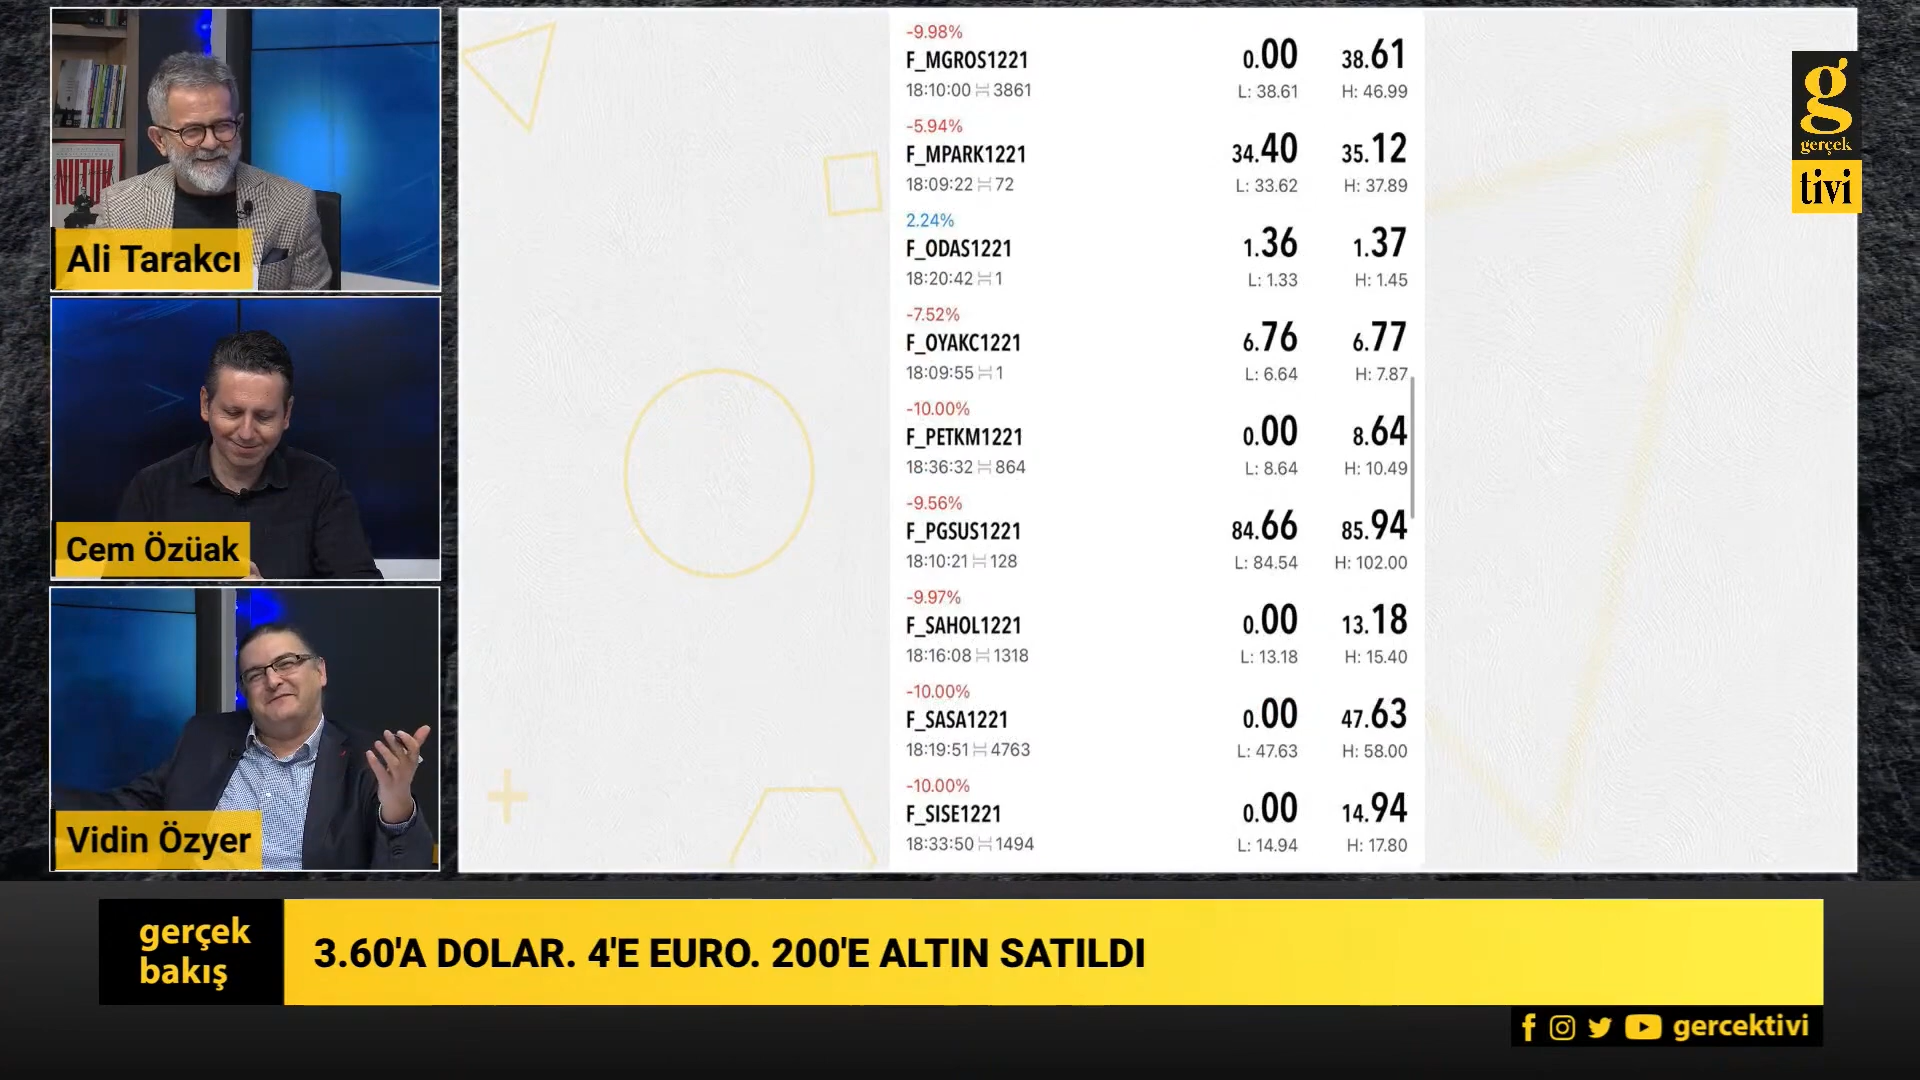 NUTUK
Ali Tarakcı
Cem Özüak
Vidin Özyer
-9.98%
F_MGROS1221 0.00 38.61
18:10:00 3861 L: 38.61 H: 46.99
-5.94%
F_MPARK1221 34.40 35.12
18:09:22 72 L: 33.62 H: 37.89
2.24%
F_ODAS1221 1.36 1.37
18:20:42 1 L: 1.33 H: 1.45
-7.52%
F_OYAKC1221 6.76 6.77
18:09:55 1 L: 6.64 H: 7.87
-10.00%
F_PETKM1221 0.00 8.64
18:36:32 864 L: 8.64 H: 10.49
-9.56%
F_PGSUS1221 84.66 85.94
18:10:21 128 L: 84.54 H: 102.00
-9.97%
F_SAHOL1221 0.00 13.18
18:16:08 1318 L: 13.18 H: 15.40
-10.00%
F_SASA1221 0.00 47.63
18:19:51 4763 L: 47.63 H: 58.00
-10.00%
F_SISE1221 0.00 14.94
18:33:50 1494 L: 14.94 H: 17.80
g
gerçek
tivi
gerçek
bakış
3.60'A DOLAR. 4'E EURO. 200'E ALTIN SATILDI
gercektivi